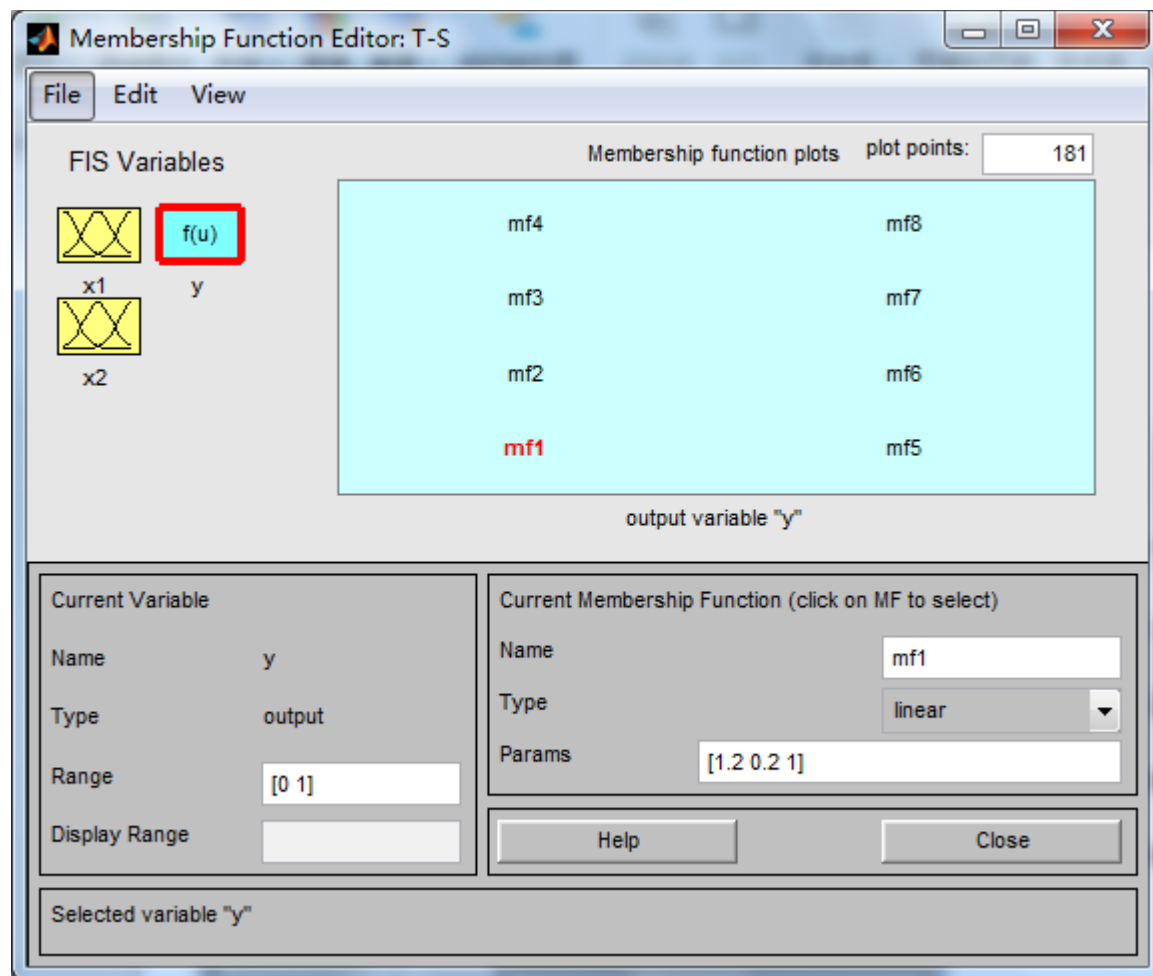 Membership Function Editor: T-S
File Edit View
FIS Variables
Membership function plots plot points: 181
f(u)
x1 y
x2
mf4 mf8
mf3 mf7
mf2 mf6
mf1 mf5
output variable "y"
Current Variable
Name y
Type output
Range [0 1]
Display Range
Current Membership Function (click on MF to select)
Name mf1
Type linear
Params [1.2 0.2 1]
Help Close
Selected variable "y"